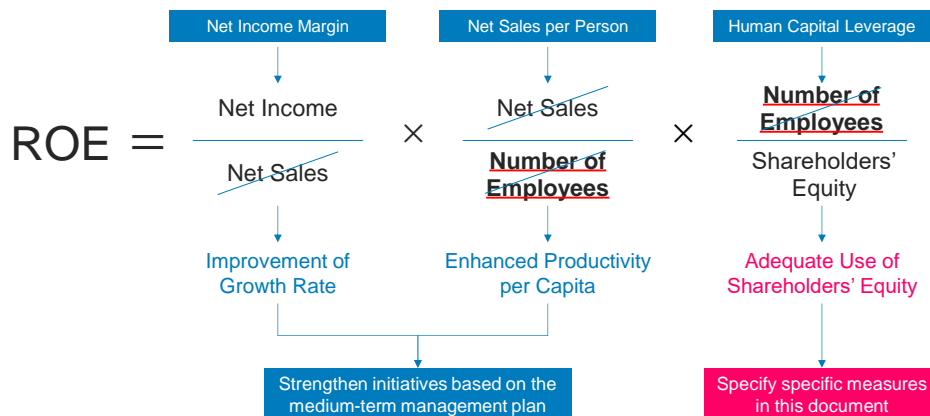 Net Income Margin
Net Sales per Person
Human Capital Leverage
ROE =
Net Income
Net Sales
×
Net Sales
Number of
Employees
×
Number of
Employees
Shareholders’
Equity
Improvement of
Growth Rate
Enhanced Productivity
per Capita
Adequate Use of
Shareholders’ Equity
Strengthen initiatives based on the
medium-term management plan
Specify specific measures
in this document